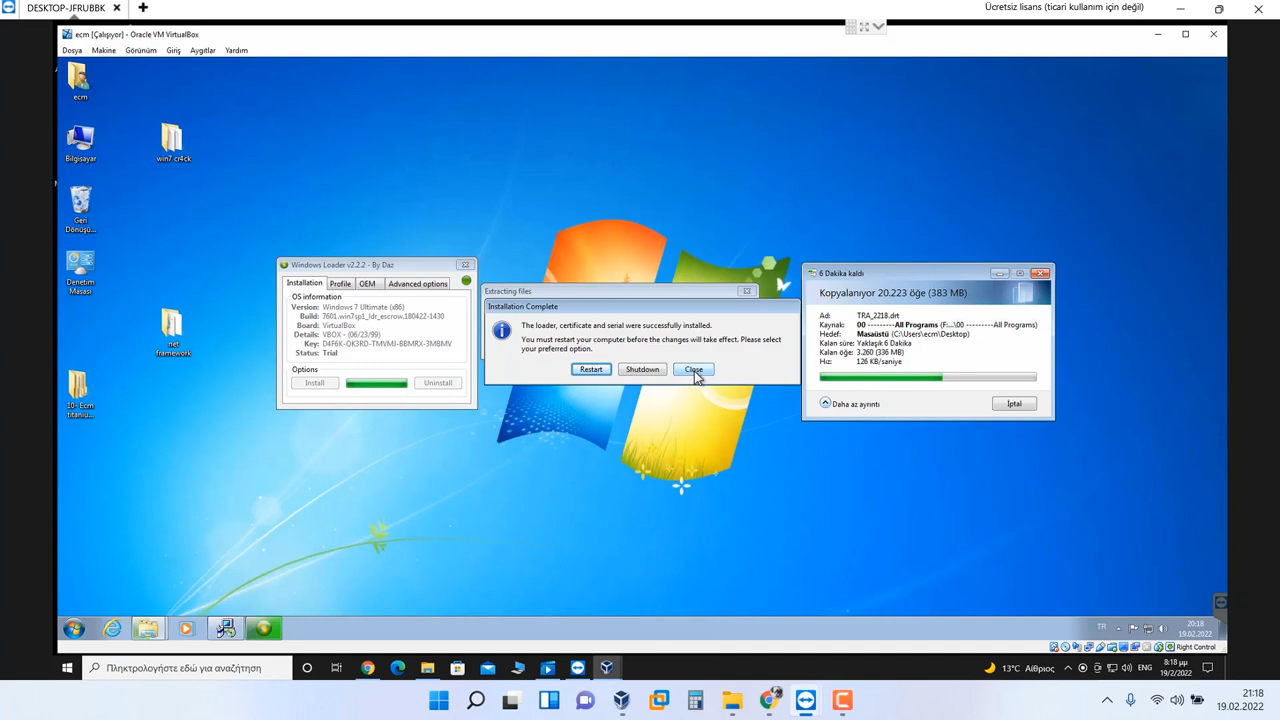 DESKTOP-JFRUBBK
Ücretsiz lisans (ticari kullanım için değil)
ecm [Çalışıyor] - Oracle VM VirtualBox
Dosya Makine Görünüm Giriş Aygıtlar Yardım
ecm
Bilgisayar
win7 cr4ck
Geri
Dönüşü...
Denetim
Masası
net
framework
10- Ecm
titaniu...
Windows Loader v2.2.2 - By Daz
Installation Profile OEM Advanced options
OS information
Version: Windows 7 Ultimate (x86)
Build: 7601.win7sp1_ldr_escrow.180422-1430
Board: VirtualBox
Details: VBOX - (06/23/99)
Key: D4F6K-QK3RD-TMVMJ-BBMRX-3MBMV
Status: Trial
Options
Install Uninstall
Extracting files
Installation Complete
The loader, certificate and serial were successfully installed.
You must restart your computer before the changes will take effect. Please select
your preferred option.
Restart Shutdown Close
6 Dakika kaldı
Kopyalanıyor 20.223 öğe (383 MB)
Ad: TRA_2218.drt
Kaynak: 00 --------All Programs (F:...\00 --------All Programs)
Hedef: Masaüstü (C:\Users\ecm\Desktop)
Kalan süre: Yaklaşık 6 Dakika
Kalan öğe: 3.260 (336 MB)
Hız: 126 KB/saniye
Daha az ayrıntı İptal
TR 20:18
19.02.2022
Right Control
Πληκτρολογήστε εδώ για αναζήτηση
13°C Αίθριος
ENG
8:18 μμ
19/2/2022
21:18
19.02.2022